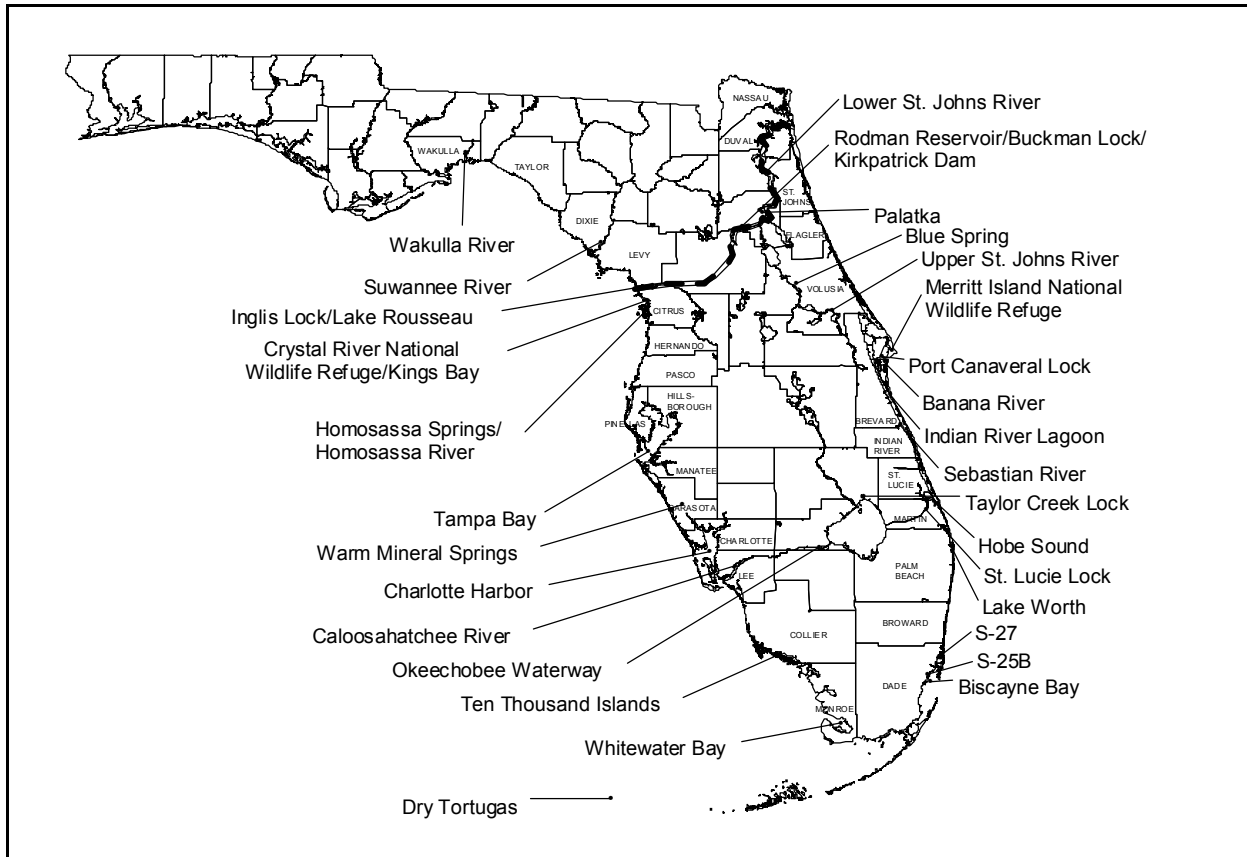 NASSAU
Lower St. Johns River
Rodman Reservoir/Buckman Lock/
Kirkpatrick Dam
DUVAL
WAKULLA
TAYLOR
ST.
JOHNS
Palatka
DIXIE
Wakulla River
FLAGLER
Blue Spring
LEVY
Upper St. Johns River
Suwannee River
VOLUSIA
Merritt Island National
Wildlife Refuge
Inglis Lock/Lake Rousseau
CITRUS
Crystal River National
Wildlife Refuge/Kings Bay
HERNANDO
Port Canaveral Lock
PASCO
Banana River
HILLS-
BOROUGH
Homosassa Springs/
Homosassa River
PINELLAS
BREVARD
Indian River Lagoon
INDIAN
RIVER
Sebastian River
MANATEE
ST.
LUCIE
Taylor Creek Lock
Tampa Bay
SARASOTA
MARTIN
Warm Mineral Springs
CHARLOTTE
Hobe Sound
Charlotte Harbor
LEE
PALM
BEACH
St. Lucie Lock
Lake Worth
Caloosahatchee River
COLLIER
BROWARD
S-27
Okeechobee Waterway
S-25B
Ten Thousand Islands
DADE
Biscayne Bay
MONROE
Whitewater Bay
Dry Tortugas